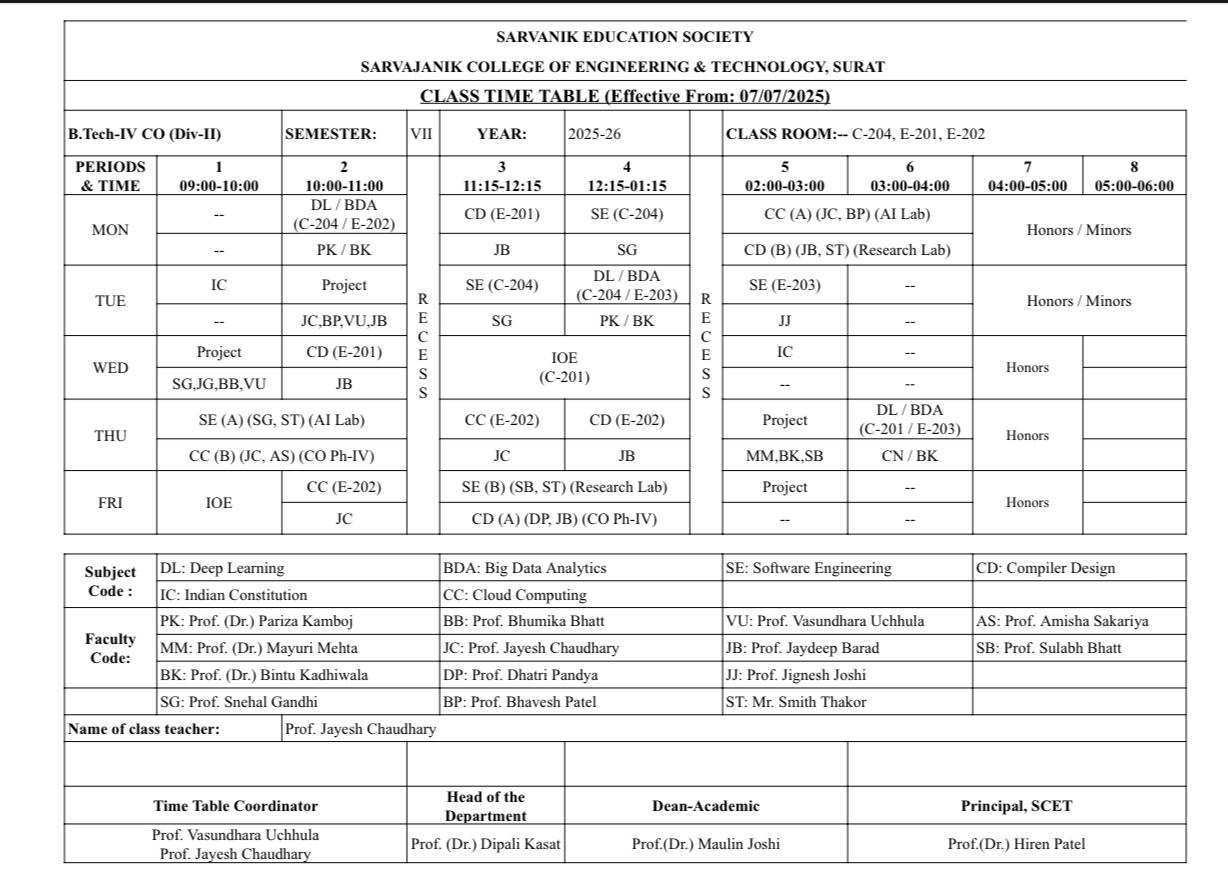 SARVANIK EDUCATION SOCIETY
SARVAJANIK COLLEGE OF ENGINEERING & TECHNOLOGY, SURAT
CLASS TIME TABLE (Effective From: 07/07/2025)
B.Tech-IV CO (Div-II) SEMESTER: VII YEAR: 2025-26 CLASS ROOM:-- C-204, E-201, E-202
PERIODS & TIME 1 09:00-10:00 2 10:00-11:00 RECESS 3 11:15-12:15 4 12:15-01:15 RECESS 5 02:00-03:00 6 03:00-04:00 7 04:00-05:00 8 05:00-06:00
MON -- DL / BDA (C-204 / E-202) CD (E-201) SE (C-204) CC (A) (JC, BP) (AI Lab) Honors / Minors
-- PK / BK JB SG CD (B) (JB, ST) (Research Lab)
TUE IC Project SE (C-204) DL / BDA (C-204 / E-203) SE (E-203) -- Honors / Minors
-- JC,BP,VU,JB SG PK / BK JJ --
WED Project CD (E-201) IOE (C-201) IC -- Honors
SG,JG,BB,VU JB -- --
THU SE (A) (SG, ST) (AI Lab) CC (E-202) CD (E-202) Project DL / BDA (C-201 / E-203) Honors
CC (B) (JC, AS) (CO Ph-IV) JC JB MM,BK,SB CN / BK
FRI IOE CC (E-202) SE (B) (SB, ST) (Research Lab) Project -- Honors
JC CD (A) (DP, JB) (CO Ph-IV) -- --
Subject Code : DL: Deep Learning BDA: Big Data Analytics SE: Software Engineering CD: Compiler Design
IC: Indian Constitution CC: Cloud Computing
Faculty Code: PK: Prof. (Dr.) Pariza Kamboj BB: Prof. Bhumika Bhatt VU: Prof. Vasundhara Uchhula AS: Prof. Amisha Sakariya
MM: Prof. (Dr.) Mayuri Mehta JC: Prof. Jayesh Chaudhary JB: Prof. Jaydeep Barad SB: Prof. Sulabh Bhatt
BK: Prof. (Dr.) Bintu Kadhiwala DP: Prof. Dhatri Pandya JJ: Prof. Jignesh Joshi
SG: Prof. Snehal Gandhi BP: Prof. Bhavesh Patel ST: Mr. Smith Thakor
Name of class teacher: Prof. Jayesh Chaudhary
Time Table Coordinator Head of the Department Dean-Academic Principal, SCET
Prof. Vasundhara Uchhula
Prof. Jayesh Chaudhary Prof. (Dr.) Dipali Kasat Prof.(Dr.) Maulin Joshi Prof.(Dr.) Hiren Patel